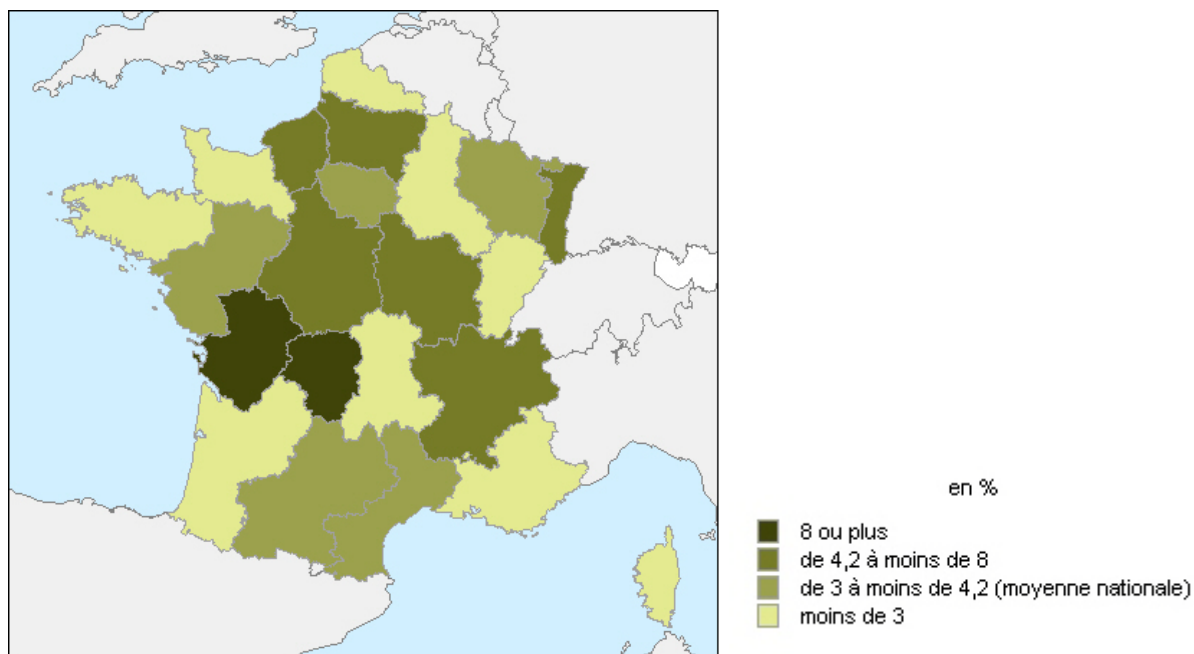 en %
8 ou plus
de 4,2 à moins de 8
de 3 à moins de 4,2 (moyenne nationale)
moins de 3